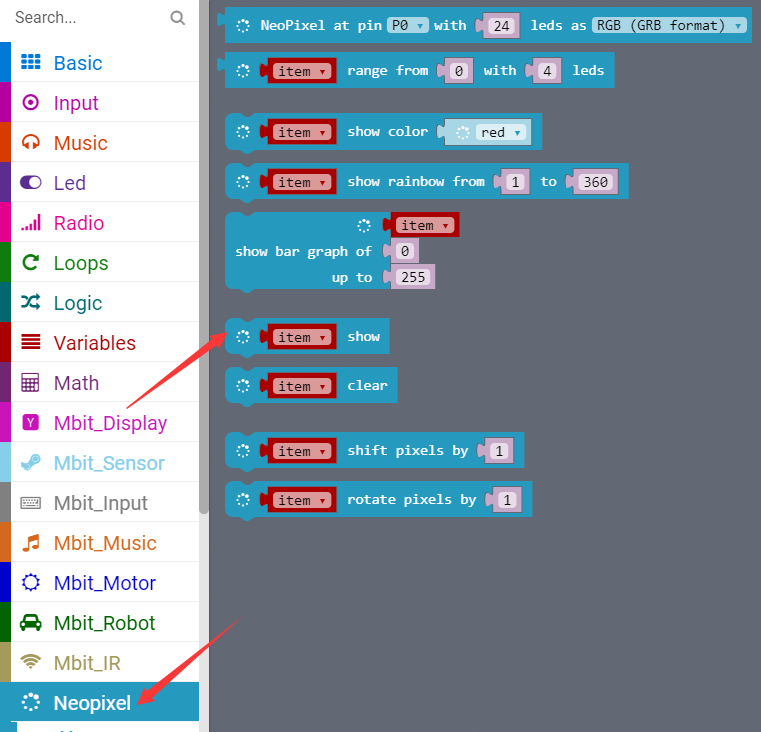 Search...
Basic
Input
Music
Led
Radio
Loops
Logic
Variables
Math
Mbit_Display
Mbit_Sensor
Mbit_Input
Mbit_Music
Mbit_Motor
Mbit_Robot
Mbit_IR
Neopixel
NeoPixel at pin P0 with 24 leds as RGB (GRB format)
item range from 0 with 4 leds
item show color red
item show rainbow from 1 to 360
item
show bar graph of 0
up to 255
item show
item clear
item shift pixels by 1
item rotate pixels by 1